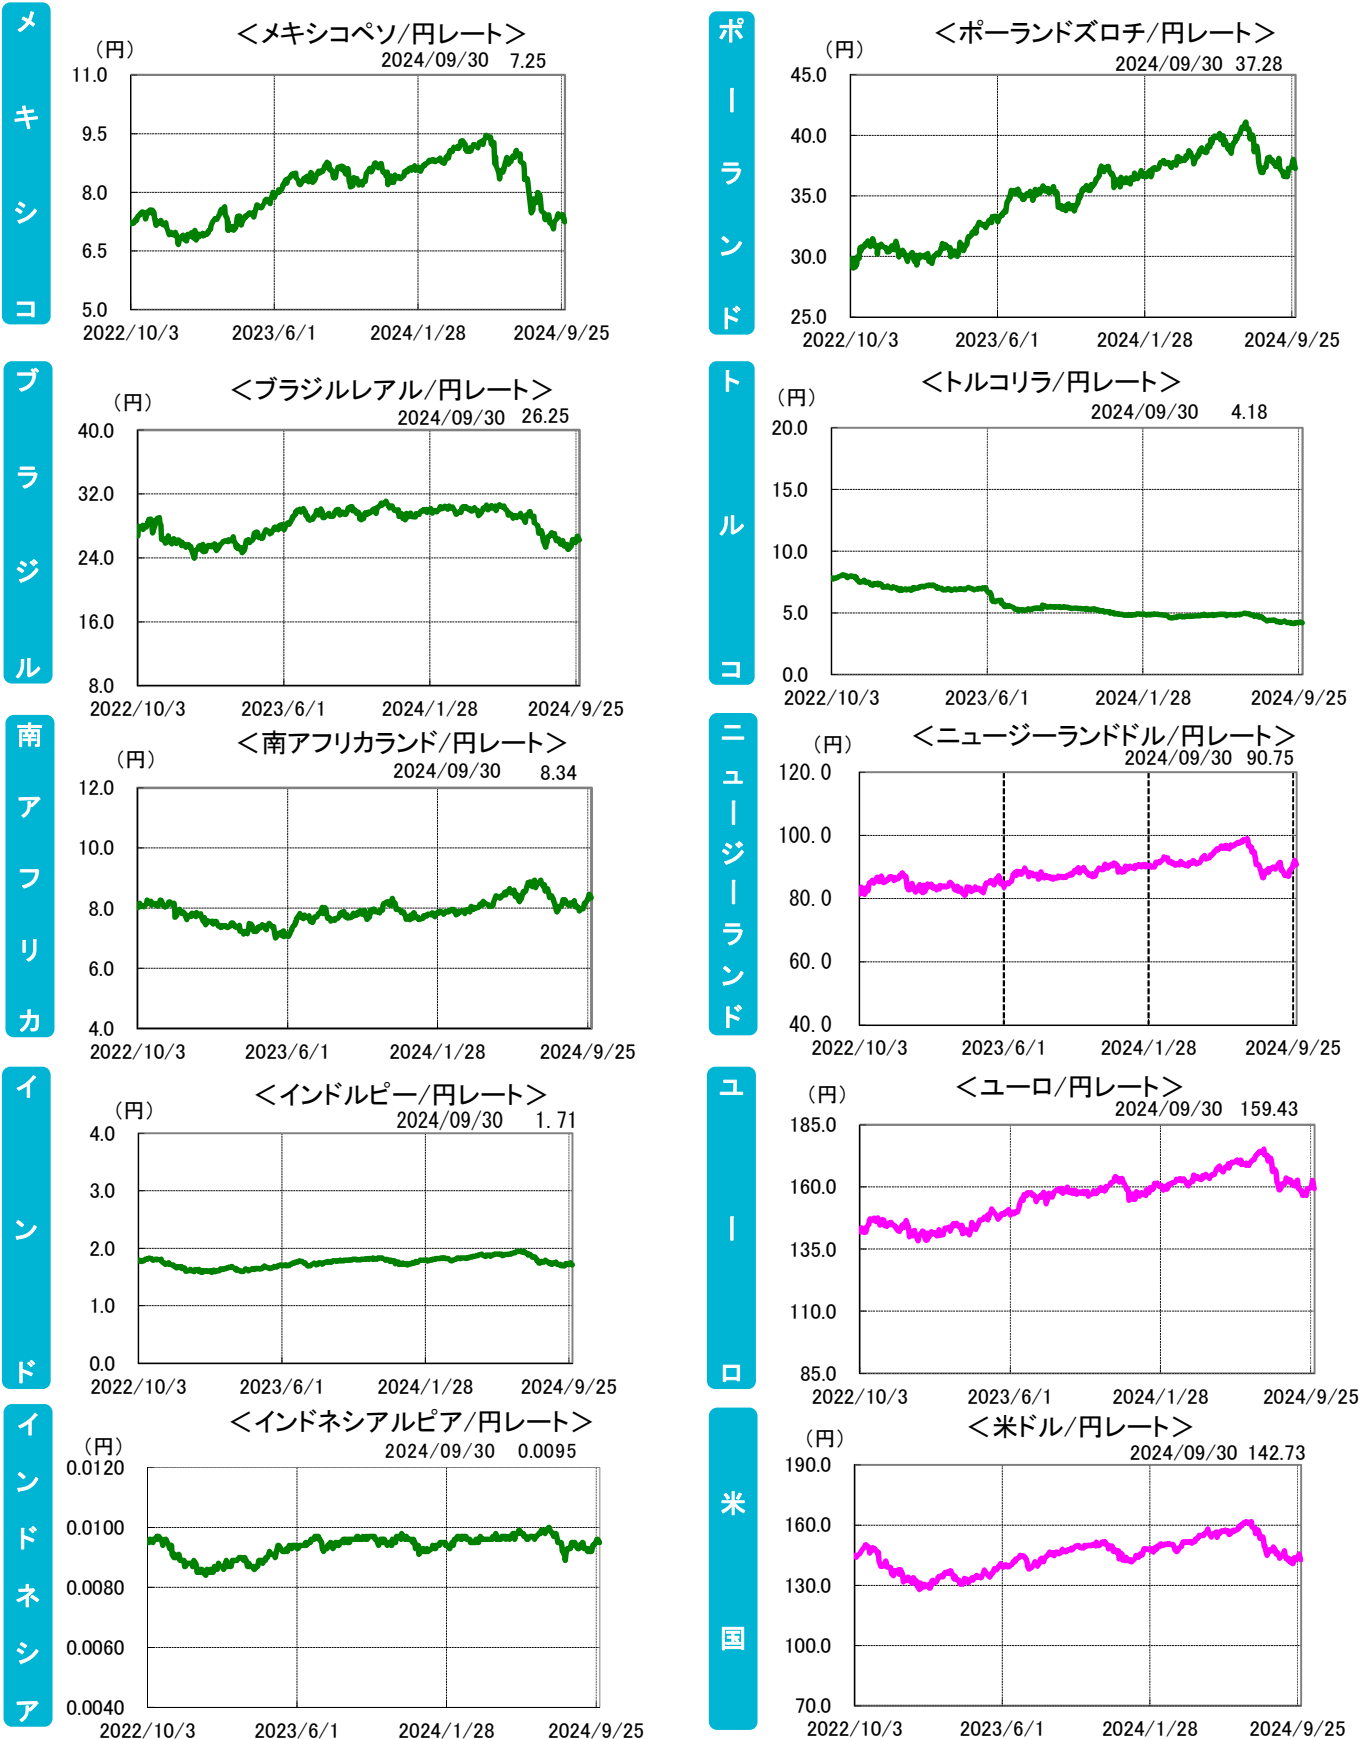 メキシコ
＜メキシコペソ/円レート＞
（円）
2024/09/30 7.25
11.0
9.5
8.0
6.5
5.0
2022/10/3 2023/6/1 2024/1/28 2024/9/25
ポーランド
＜ポーランドズロチ/円レート＞
（円）
2024/09/30 37.28
45.0
40.0
35.0
30.0
25.0
2022/10/3 2023/6/1 2024/1/28 2024/9/25
ブラジル
＜ブラジルレアル/円レート＞
（円）
2024/09/30 26.25
40.0
32.0
24.0
16.0
8.0
2022/10/3 2023/6/1 2024/1/28 2024/9/25
トルコ
＜トルコリラ/円レート＞
（円）
2024/09/30 4.18
20.0
15.0
10.0
5.0
0.0
2022/10/3 2023/6/1 2024/1/28 2024/9/25
南アフリカ
＜南アフリカランド/円レート＞
（円）
2024/09/30 8.34
12.0
10.0
8.0
6.0
4.0
2022/10/3 2023/6/1 2024/1/28 2024/9/25
ニュージーランド
＜ニュージーランドドル/円レート＞
（円）
2024/09/30 90.75
120.0
100.0
80.0
60.0
40.0
2022/10/3 2023/6/1 2024/1/28 2024/9/25
インド
＜インドルピー/円レート＞
（円）
2024/09/30 1.71
4.0
3.0
2.0
1.0
0.0
2022/10/3 2023/6/1 2024/1/28 2024/9/25
ユーロ
＜ユーロ/円レート＞
（円）
2024/09/30 159.43
185.0
160.0
135.0
110.0
85.0
2022/10/3 2023/6/1 2024/1/28 2024/9/25
インドネシア
＜インドネシアルピア/円レート＞
（円）
2024/09/30 0.0095
0.0120
0.0100
0.0080
0.0060
0.0040
2022/10/3 2023/6/1 2024/1/28 2024/9/25
米国
＜米ドル/円レート＞
（円）
2024/09/30 142.73
190.0
160.0
130.0
100.0
70.0
2022/10/3 2023/6/1 2024/1/28 2024/9/25